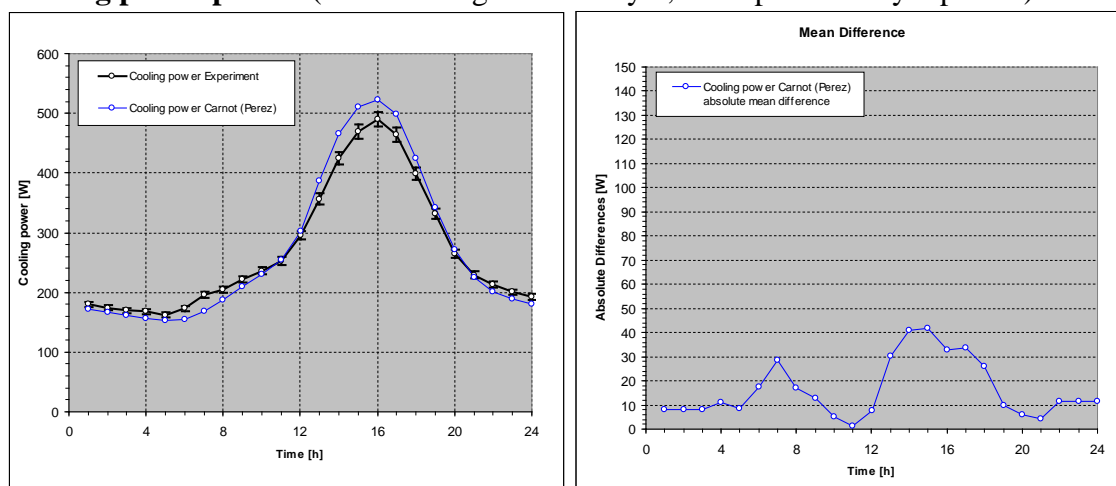 600
500
400
300
200
100
0
0 4 8 12 16 20 24
Cooling power [W]
Time [h]
Cooling power Experiment
Cooling power Carnot (Perez)
Mean Difference
150
140
130
120
110
100
90
80
70
60
50
40
30
20
10
0
0 4 8 12 16 20 24
Absolute Differences [W]
Time [h]
Cooling power Carnot (Perez)
absolute mean difference